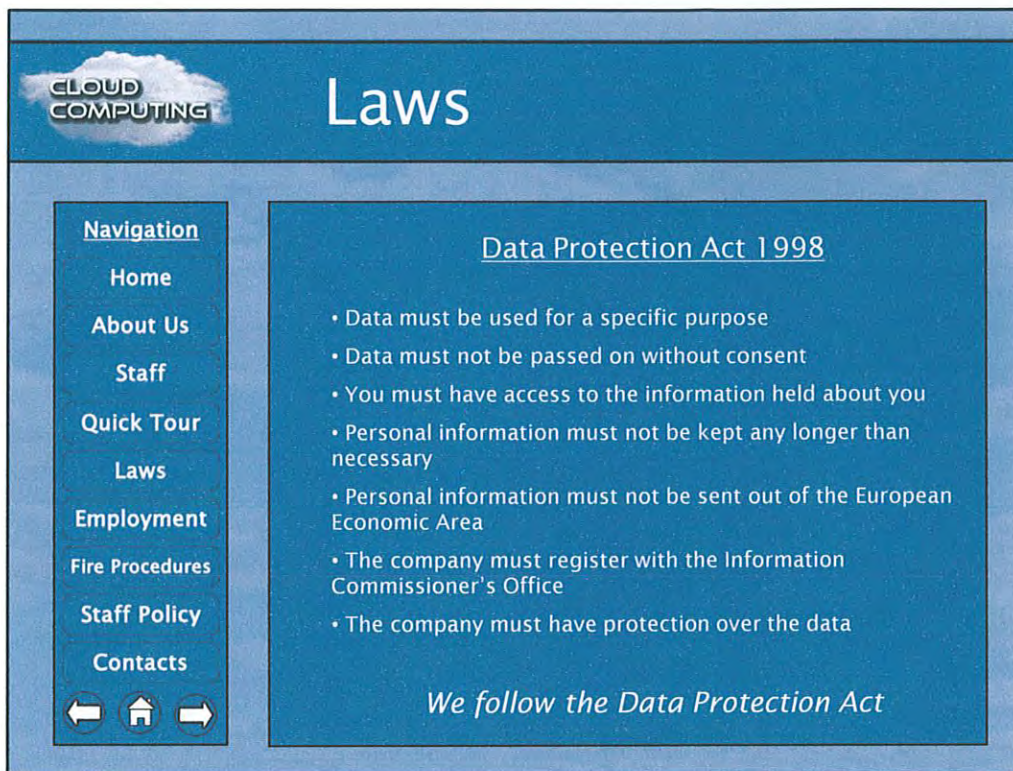 CLOUD
COMPUTING
Laws
Navigation
Home
About Us
Staff
Quick Tour
Laws
Employment
Fire Procedures
Staff Policy
Contacts
Data Protection Act 1998
• Data must be used for a specific purpose
• Data must not be passed on without consent
• You must have access to the information held about you
• Personal information must not be kept any longer than
necessary
• Personal information must not be sent out of the European
Economic Area
• The company must register with the Information
Commissioner's Office
• The company must have protection over the data
We follow the Data Protection Act